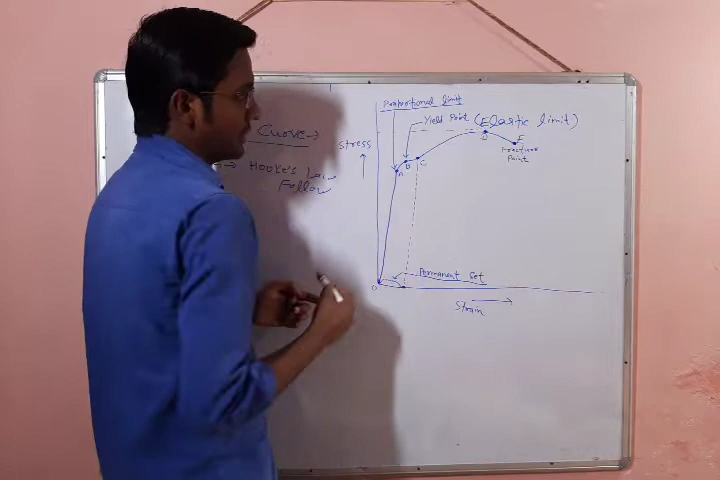 Curve →
→ Hooke's Law
Follow
Proportional limit
Yield Point (Elastic limit)
Stress
A
B
C
D
E
Fracture
Point
Permanent Set
O
Strain